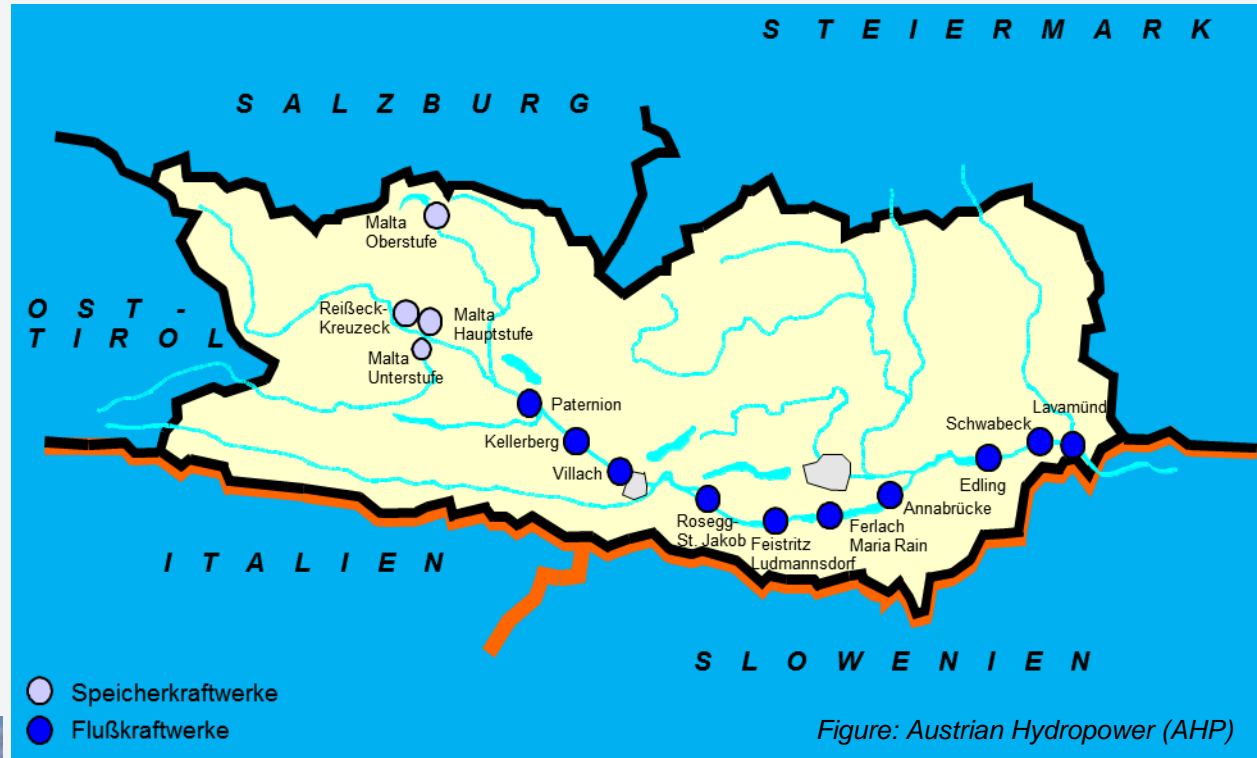 S T E I E R M A R K
S A L Z B U R G
Malta
Oberstufe
O S T -
T I R O L
Reißeck-
Kreuzeck
Malta
Hauptstufe
Malta
Unterstufe
Paternion
Kellerberg
Villach
Lavamünd
Schwabeck
Edling
Annabrücke
Rosegg-
St. Jakob
Feistritz
Ludmannsdorf
Ferlach
Maria Rain
I T A L I E N
S L O W E N I E N
Speicherkraftwerke
Flußkraftwerke
Figure: Austrian Hydropower (AHP)